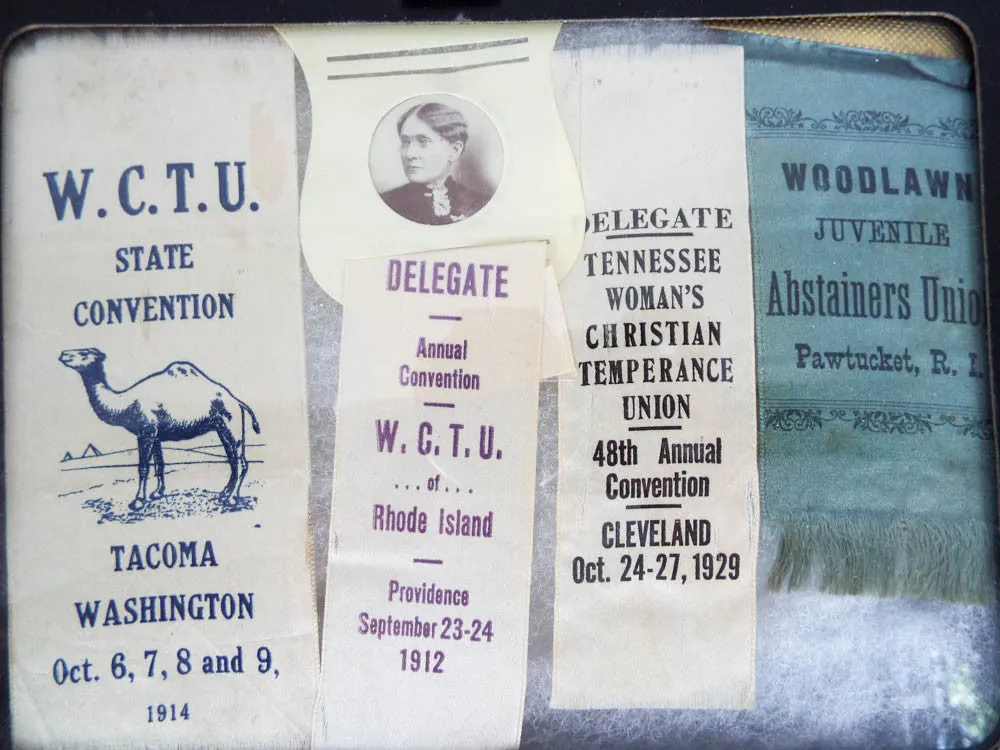 W.C.T.U.
STATE
CONVENTION
TACOMA
WASHINGTON
Oct. 6, 7, 8 and 9,
1914
DELEGATE
Annual
Convention
W.C.T.U.
...of...
Rhode Island
Providence
September 23-24
1912
DELEGATE
TENNESSEE
WOMAN'S
CHRISTIAN
TEMPERANCE
UNION
48th Annual
Convention
CLEVELAND
Oct. 24-27, 1929
WOODLAWN
JUVENILE
Abstainers Union
Pawtucket, R. I.